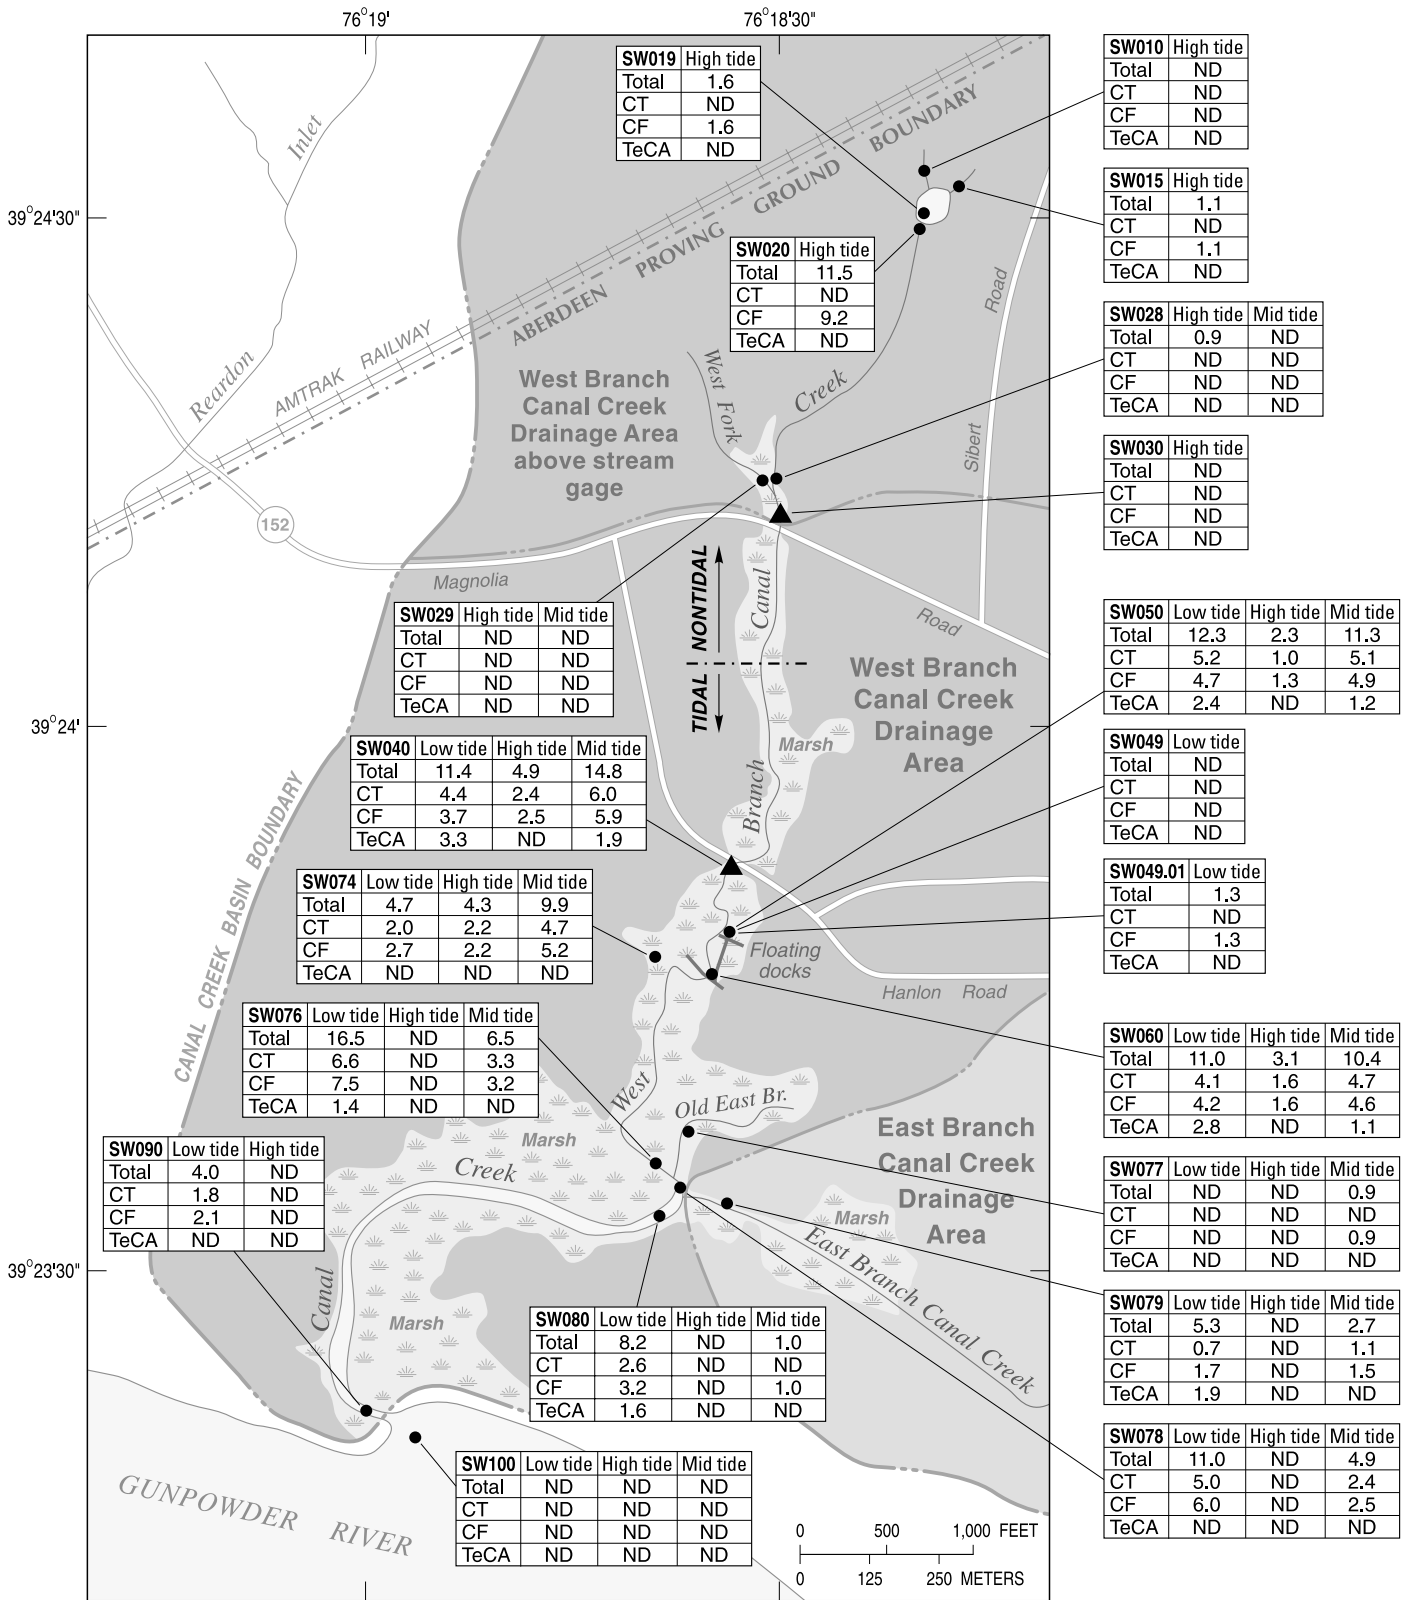 76°19' 76°18'30"
SW019 High tide
Total 1.6
CT ND
CF 1.6
TeCA ND
SW010 High tide
Total ND
CT ND
CF ND
TeCA ND
SW015 High tide
Total 1.1
CT ND
CF 1.1
TeCA ND
SW020 High tide
Total 11.5
CT ND
CF 9.2
TeCA ND
SW028 High tide Mid tide
Total 0.9 ND
CT ND ND
CF ND ND
TeCA ND ND
SW030 High tide
Total ND
CT ND
CF ND
TeCA ND
SW029 High tide Mid tide
Total ND ND
CT ND ND
CF ND ND
TeCA ND ND
SW050 Low tide High tide Mid tide
Total 12.3 2.3 11.3
CT 5.2 1.0 5.1
CF 4.7 1.3 4.9
TeCA 2.4 ND 1.2
SW040 Low tide High tide Mid tide
Total 11.4 4.9 14.8
CT 4.4 2.4 6.0
CF 3.7 2.5 5.9
TeCA 3.3 ND 1.9
SW049 Low tide
Total ND
CT ND
CF ND
TeCA ND
SW049.01 Low tide
Total 1.3
CT ND
CF 1.3
TeCA ND
SW074 Low tide High tide Mid tide
Total 4.7 4.3 9.9
CT 2.0 2.2 4.7
CF 2.7 2.2 5.2
TeCA ND ND ND
SW076 Low tide High tide Mid tide
Total 16.5 ND 6.5
CT 6.6 ND 3.3
CF 7.5 ND 3.2
TeCA 1.4 ND ND
SW060 Low tide High tide Mid tide
Total 11.0 3.1 10.4
CT 4.1 1.6 4.7
CF 4.2 1.6 4.6
TeCA 2.8 ND 1.1
SW090 Low tide High tide
Total 4.0 ND
CT 1.8 ND
CF 2.1 ND
TeCA ND ND
SW077 Low tide High tide Mid tide
Total ND ND 0.9
CT ND ND ND
CF ND ND 0.9
TeCA ND ND ND
SW079 Low tide High tide Mid tide
Total 5.3 ND 2.7
CT 0.7 ND 1.1
CF 1.7 ND 1.5
TeCA 1.9 ND ND
SW080 Low tide High tide Mid tide
Total 8.2 ND 1.0
CT 2.6 ND ND
CF 3.2 ND 1.0
TeCA 1.6 ND ND
SW078 Low tide High tide Mid tide
Total 11.0 ND 4.9
CT 5.0 ND 2.4
CF 6.0 ND 2.5
TeCA ND ND ND
SW100 Low tide High tide Mid tide
Total ND ND ND
CT ND ND ND
CF ND ND ND
TeCA ND ND ND
39°24'30"
39°24'
39°23'30"
Reardon Inlet
AMTRAK RAILWAY
ABERDEEN PROVING GROUND BOUNDARY
West Branch
Canal Creek
Drainage Area
above stream
gage
West Fork
Creek
Sibert Road
152
Magnolia Road
NONTIDAL
TIDAL
West Branch Canal Creek
West Branch
Canal Creek
Drainage
Area
Marsh
CANAL CREEK BASIN BOUNDARY
Floating
docks
Hanlon Road
Old East Br.
Marsh
East Branch
Canal Creek
Drainage
Area
Marsh
East Branch Canal Creek
Marsh
Canal
GUNPOWDER RIVER
0 500 1,000 FEET
0 125 250 METERS